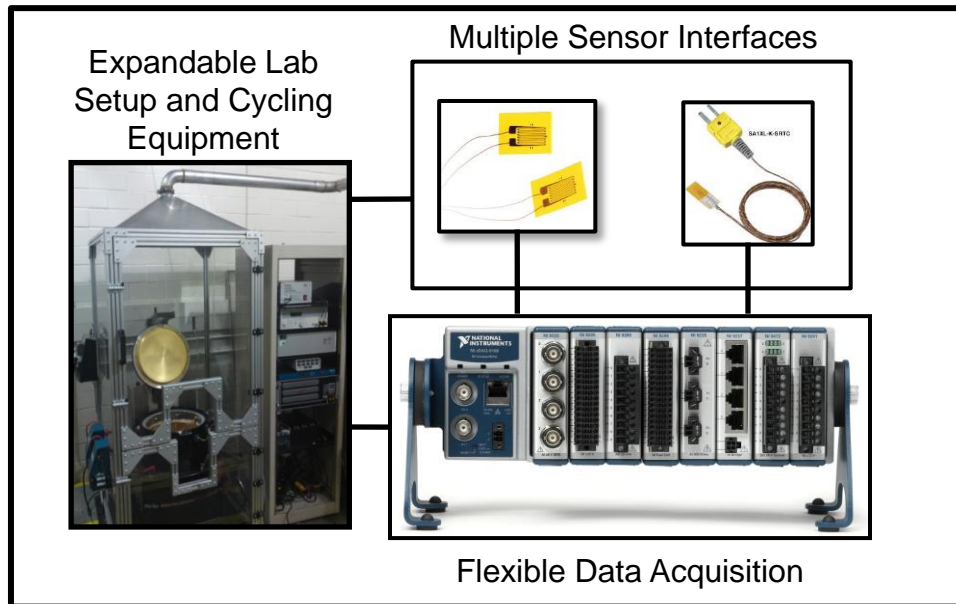 Multiple Sensor Interfaces
Expandable Lab
Setup and Cycling
Equipment
SA1XL-K-SRTC
NATIONAL
INSTRUMENTS
Flexible Data Acquisition